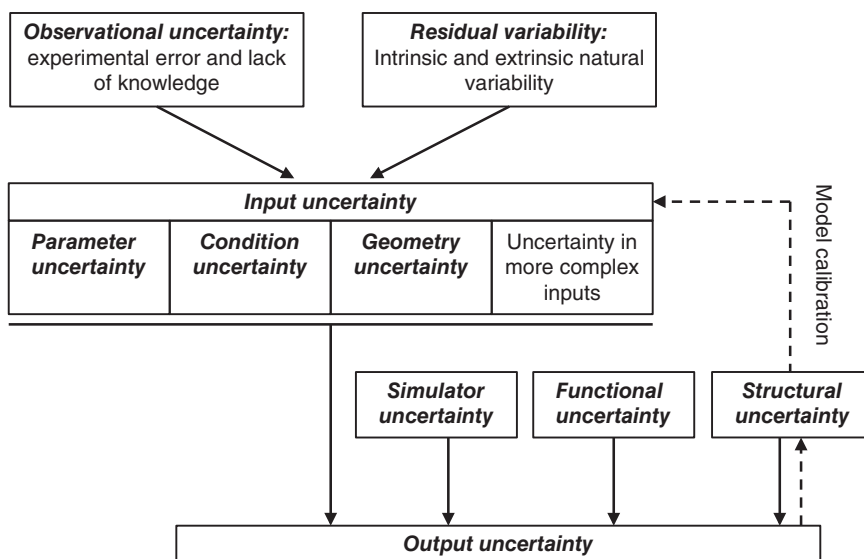 Observational uncertainty:
experimental error and lack
of knowledge
Residual variability:
Intrinsic and extrinsic natural
variability
Input uncertainty
Parameter
uncertainty
Condition
uncertainty
Geometry
uncertainty
Uncertainty in
more complex
inputs
Model calibration
Simulator
uncertainty
Functional
uncertainty
Structural
uncertainty
Output uncertainty